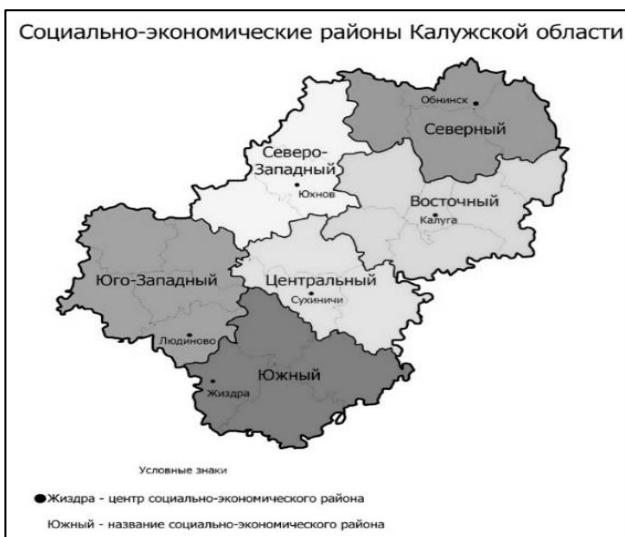 Социально-экономические районы Калужской области
Обнинск
Северный
Северо-
Западный
Юхнов
Восточный
Калуга
Юго-Западный
Центральный
Сухиничи
Людиново
Южный
Жиздра
Условные знаки
Жиздра - центр социально-экономического района
Южный - название социально-экономического района